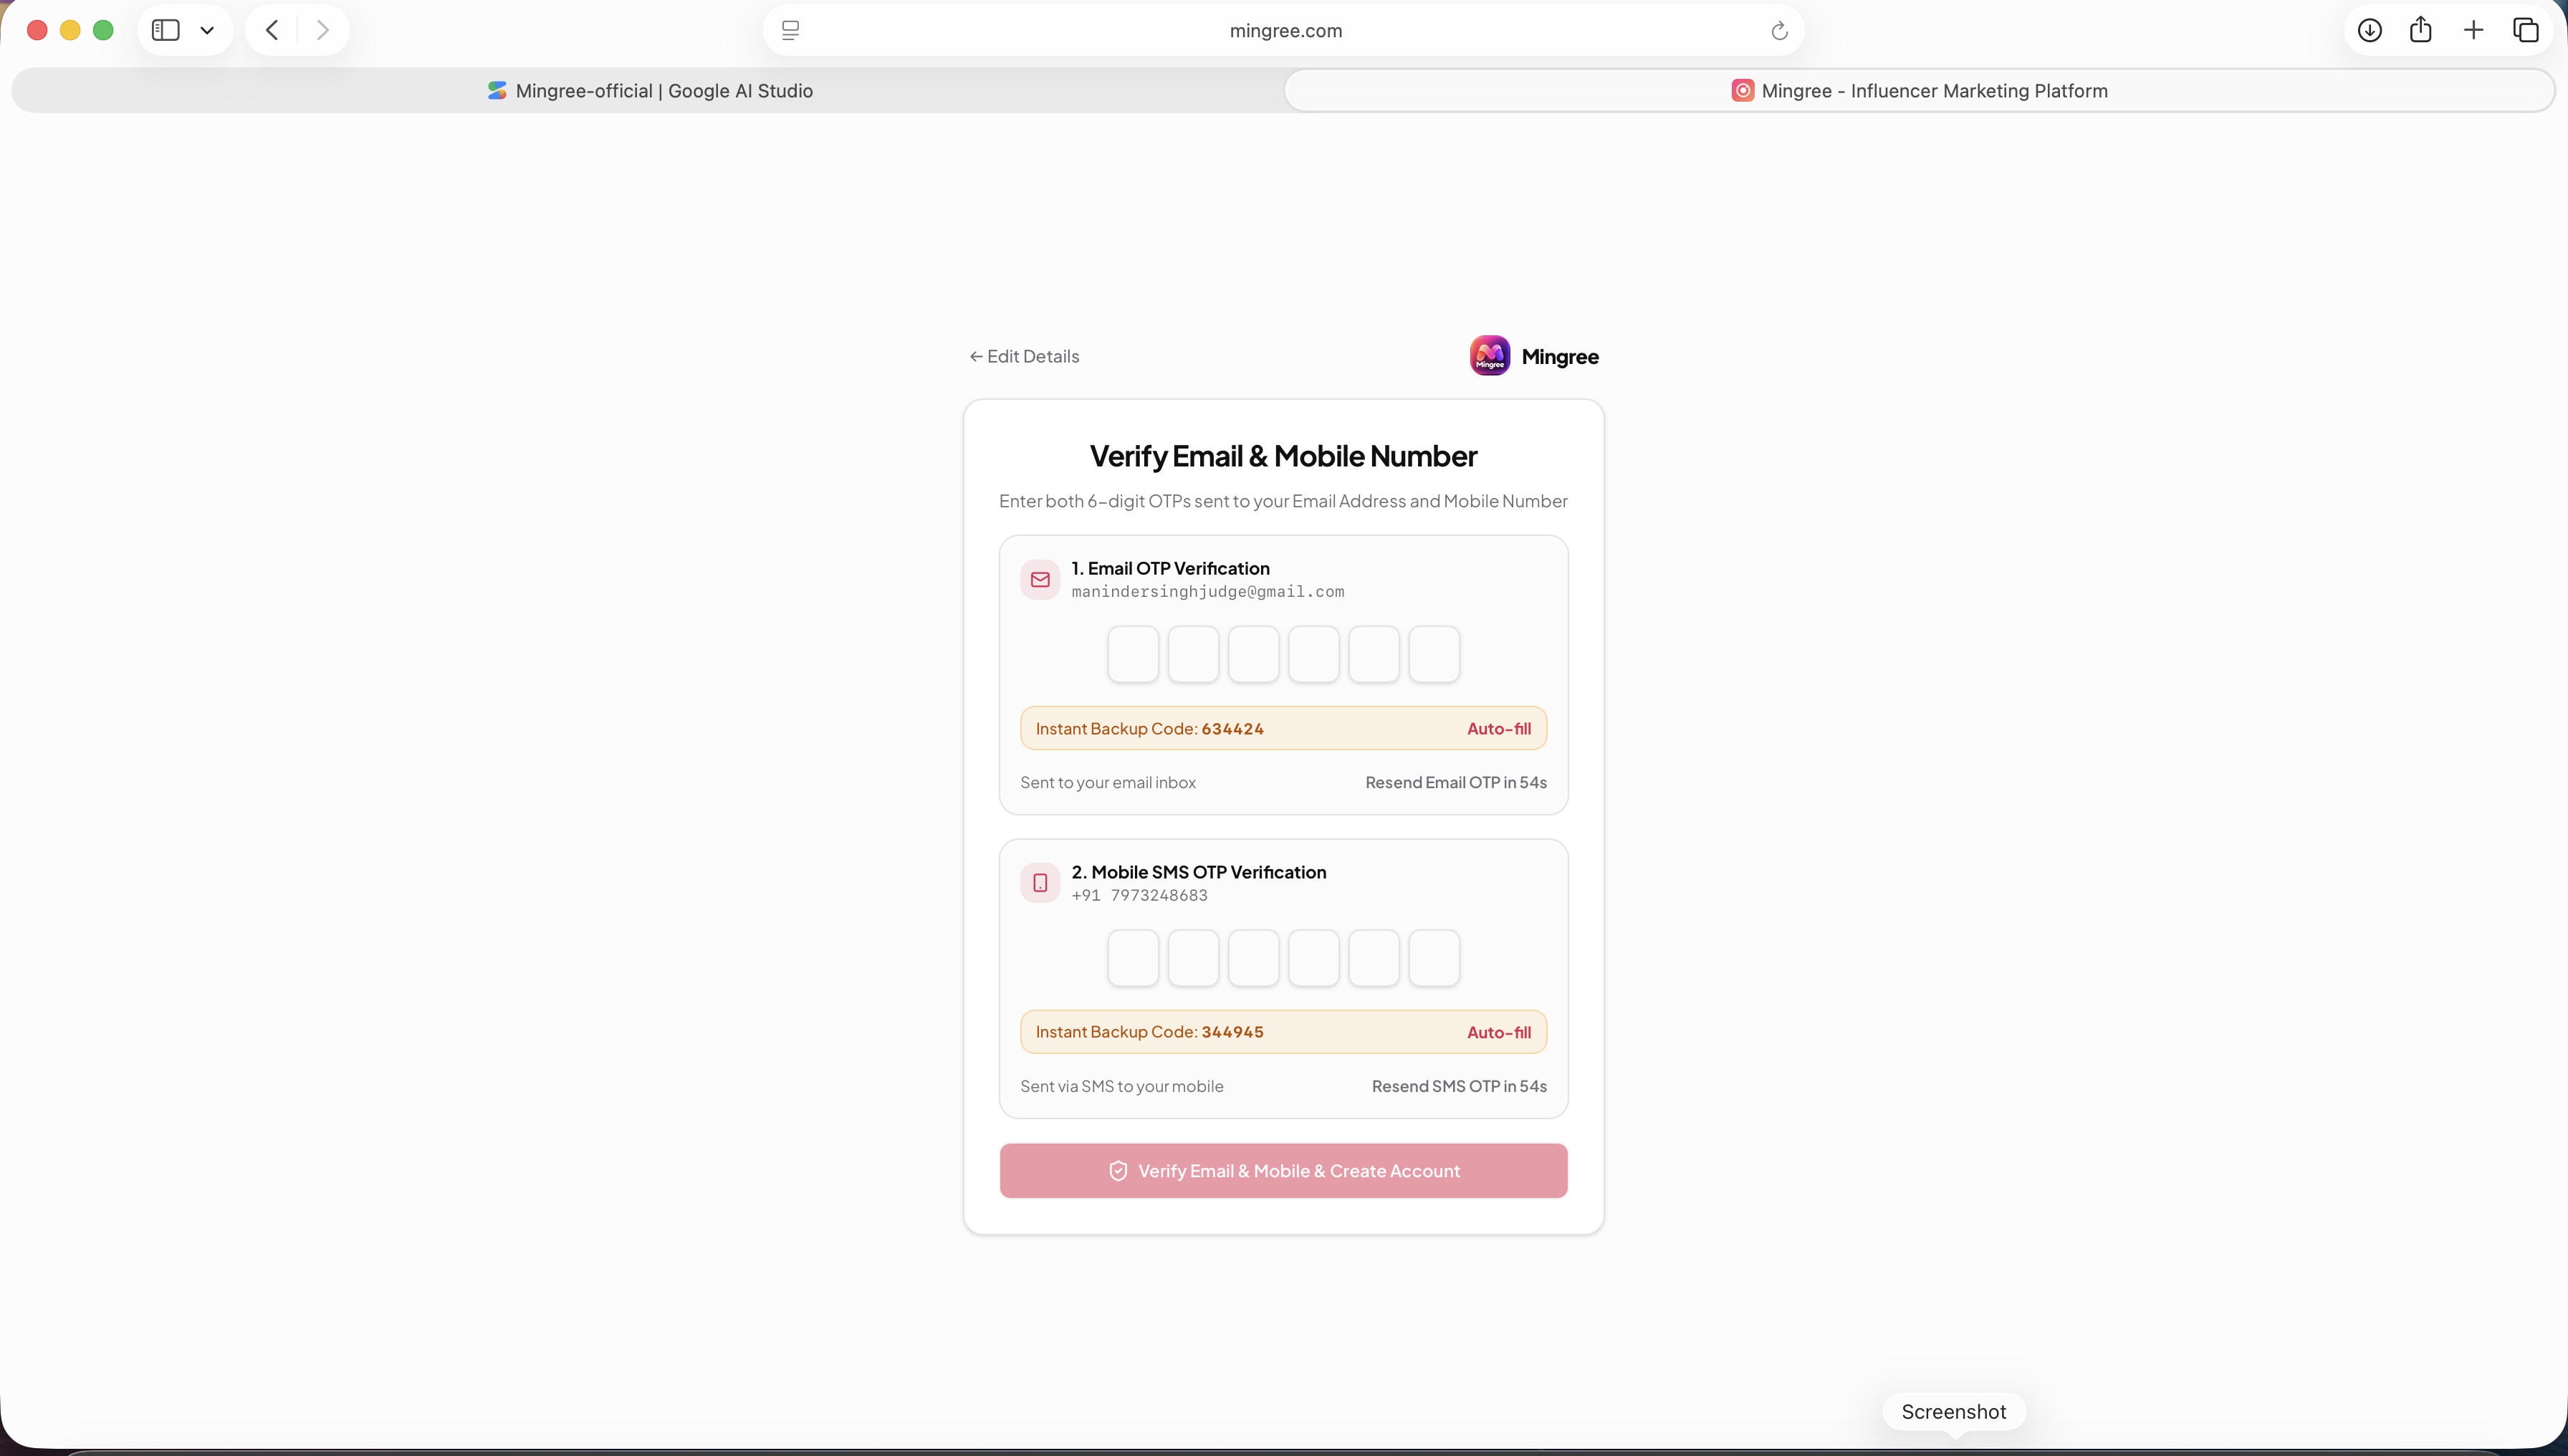 mingree.com
Mingree-official | Google AI Studio
Mingree - Influencer Marketing Platform
← Edit Details
Mingree
Mingree
Verify Email & Mobile Number
Enter both 6-digit OTPs sent to your Email Address and Mobile Number
1. Email OTP Verification
manindersinghjudge@gmail.com
Instant Backup Code: 634424
Auto-fill
Sent to your email inbox
Resend Email OTP in 54s
2. Mobile SMS OTP Verification
+91 7973248683
Instant Backup Code: 344945
Auto-fill
Sent via SMS to your mobile
Resend SMS OTP in 54s
Verify Email & Mobile & Create Account
Screenshot